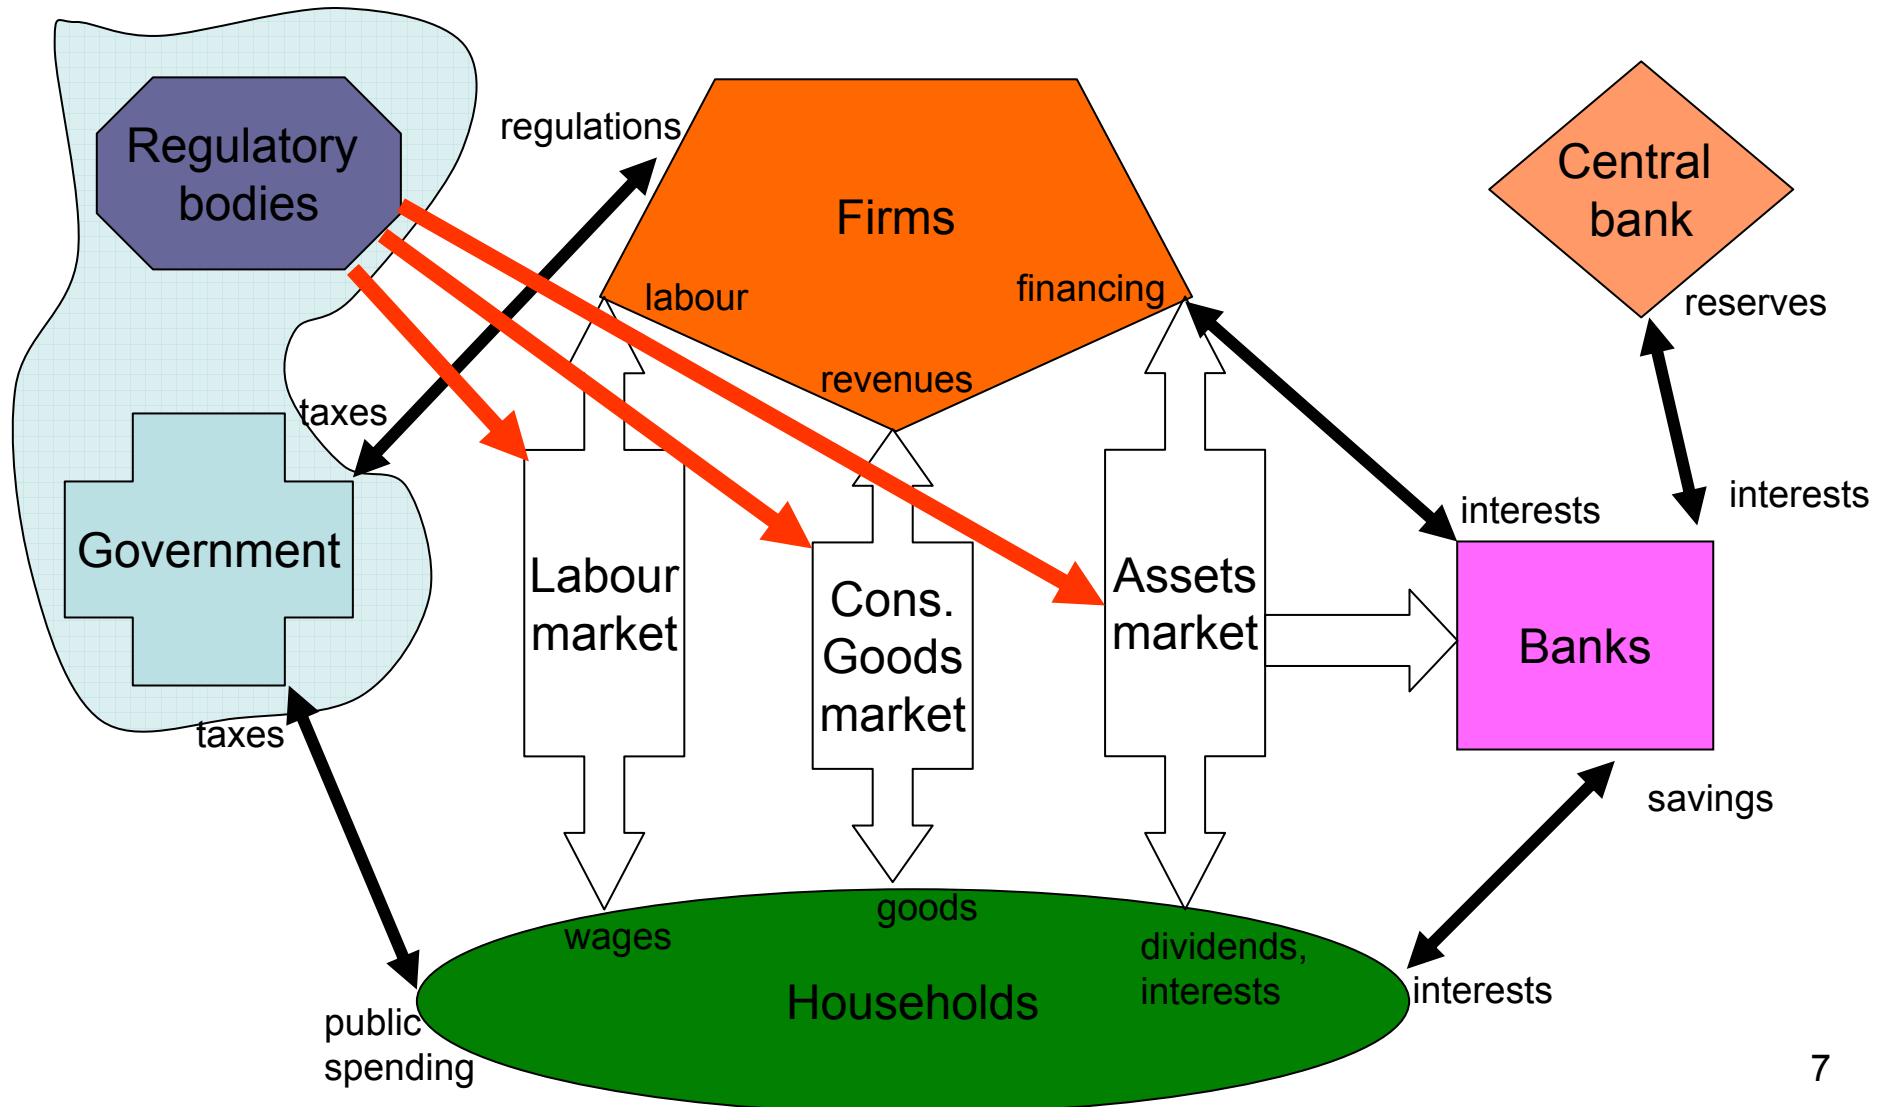 Regulatory
bodies
regulations
Firms
labour
financing
revenues
Central
bank
reserves
taxes
Government
Labour
market
Cons.
Goods
market
Assets
market
interests
interests
Banks
taxes
savings
wages
goods
dividends,
interests
Households
interests
public
spending
7